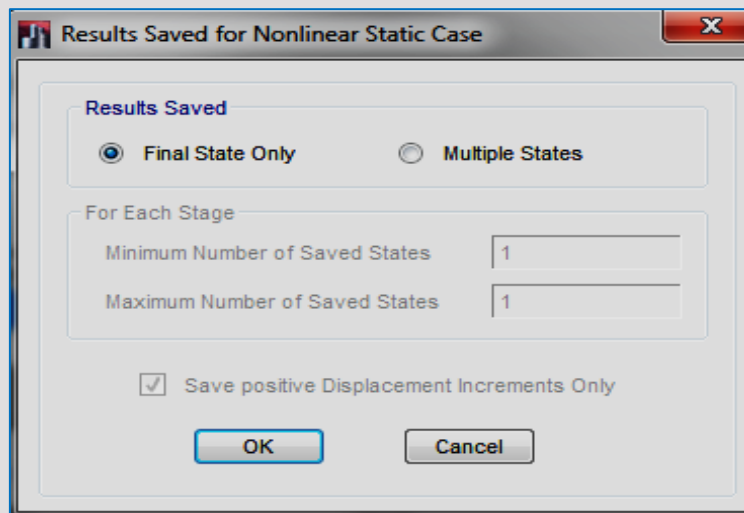 Results Saved for Nonlinear Static Case
Results Saved
Final State Only Multiple States
For Each Stage
Minimum Number of Saved States 1
Maximum Number of Saved States 1
Save positive Displacement Increments Only
OK Cancel